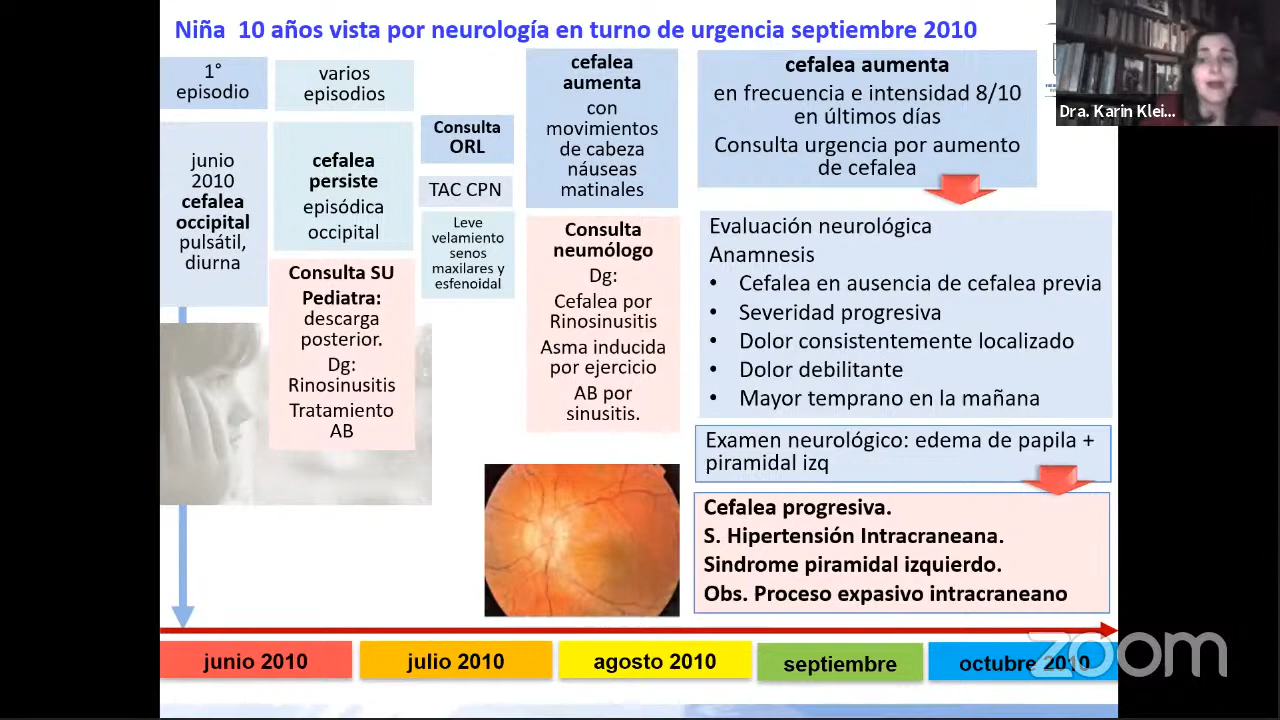 Niña 10 años vista por neurología en turno de urgencia septiembre 2010
1°
episodio
junio
2010
cefalea
occipital
pulsátil,
diurna
varios
episodios
cefalea
persiste
episódica
occipital
Consulta SU
Pediatra:
descarga
posterior.
Dg:
Rinosinusitis
Tratamiento
AB
Consulta
ORL
TAC CPN
Leve
velamiento
senos
maxilares y
esfenoidal
cefalea
aumenta
con
movimientos
de cabeza
náuseas
matinales
Consulta
neumólogo
Dg:
Cefalea por
Rinosinusitis
Asma inducida
por ejercicio
AB por
sinusitis.
cefalea aumenta
en frecuencia e intensidad 8/10
en últimos días
Consulta urgencia por aumento
de cefalea
Evaluación neurológica
Anamnesis
• Cefalea en ausencia de cefalea previa
• Severidad progresiva
• Dolor consistentemente localizado
• Dolor debilitante
• Mayor temprano en la mañana
Examen neurológico: edema de papila +
piramidal izq
Cefalea progresiva.
S. Hipertensión Intracraneana.
Sindrome piramidal izquierdo.
Obs. Proceso expasivo intracraneano
junio 2010
julio 2010
agosto 2010
septiembre
octubre 2010
zoom
Dra. Karin Klei...